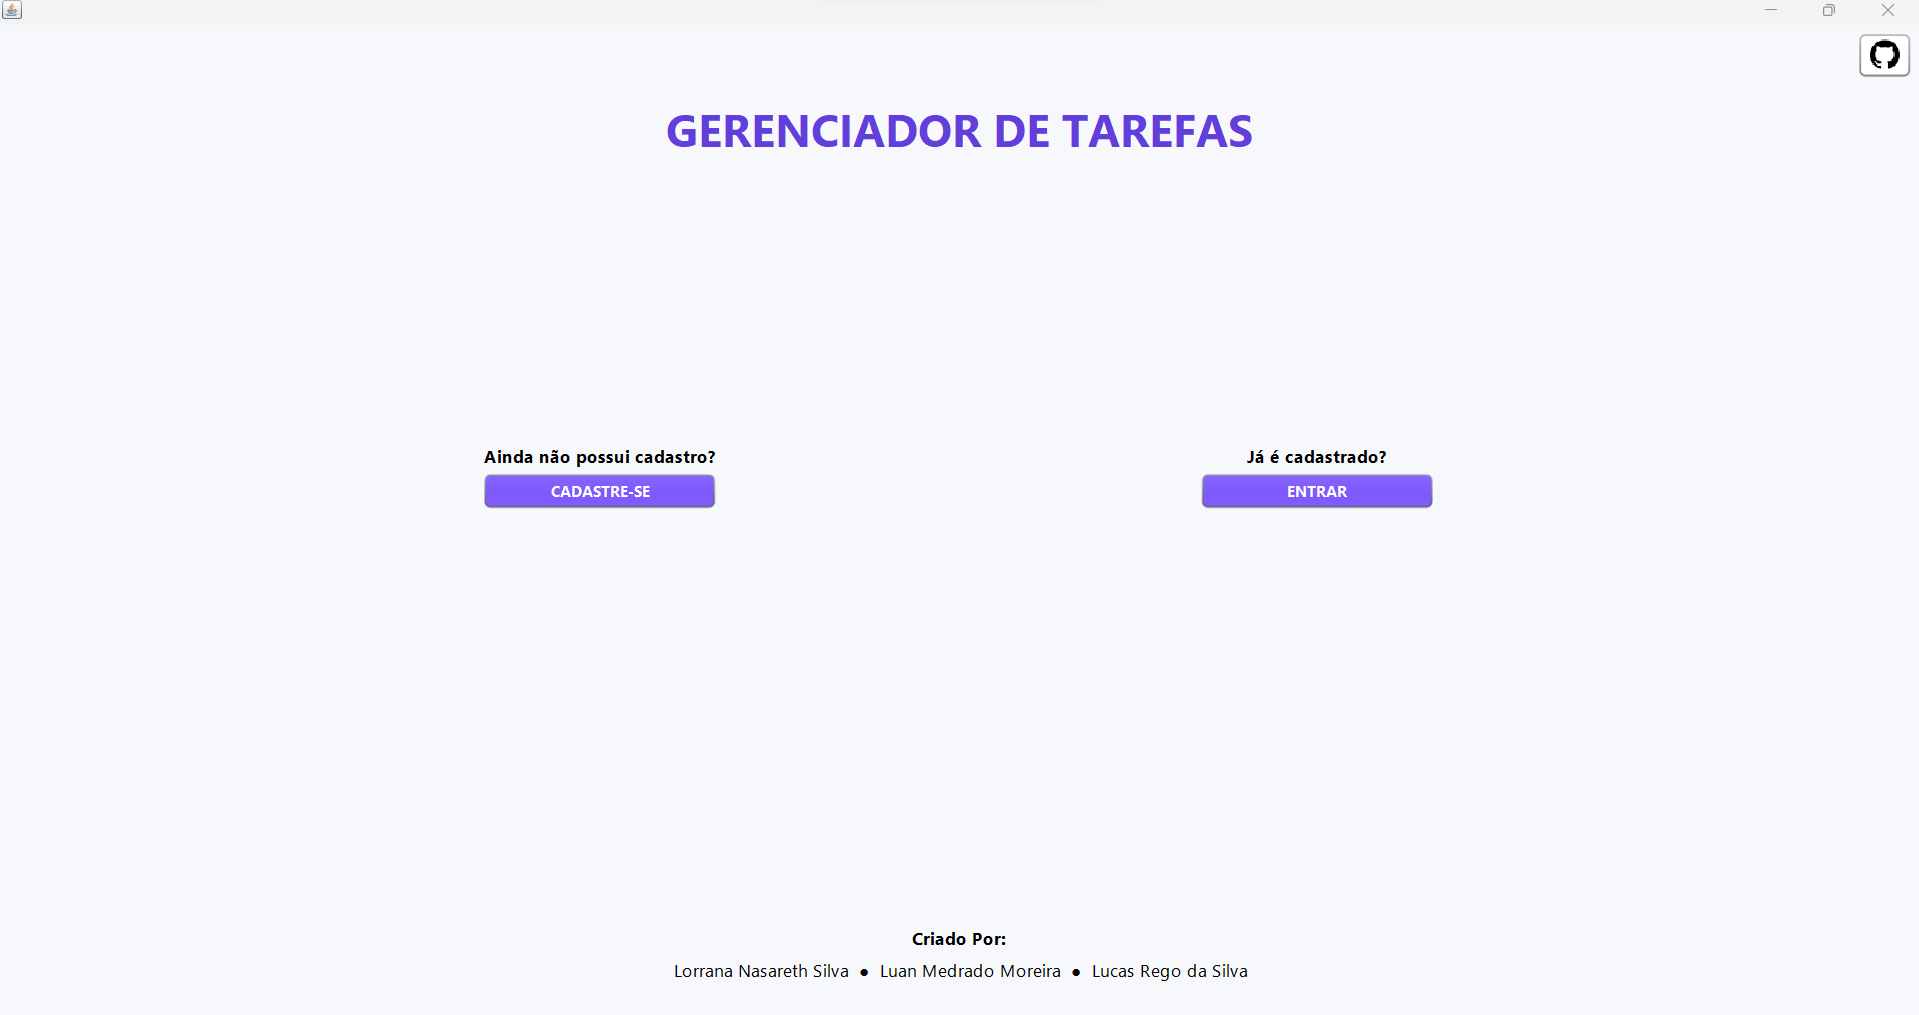 GERENCIADOR DE TAREFAS
Ainda não possui cadastro?
CADASTRE-SE
Já é cadastrado?
ENTRAR
Criado Por:
Lorrana Nasareth Silva ● Luan Medrado Moreira ● Lucas Rego da Silva